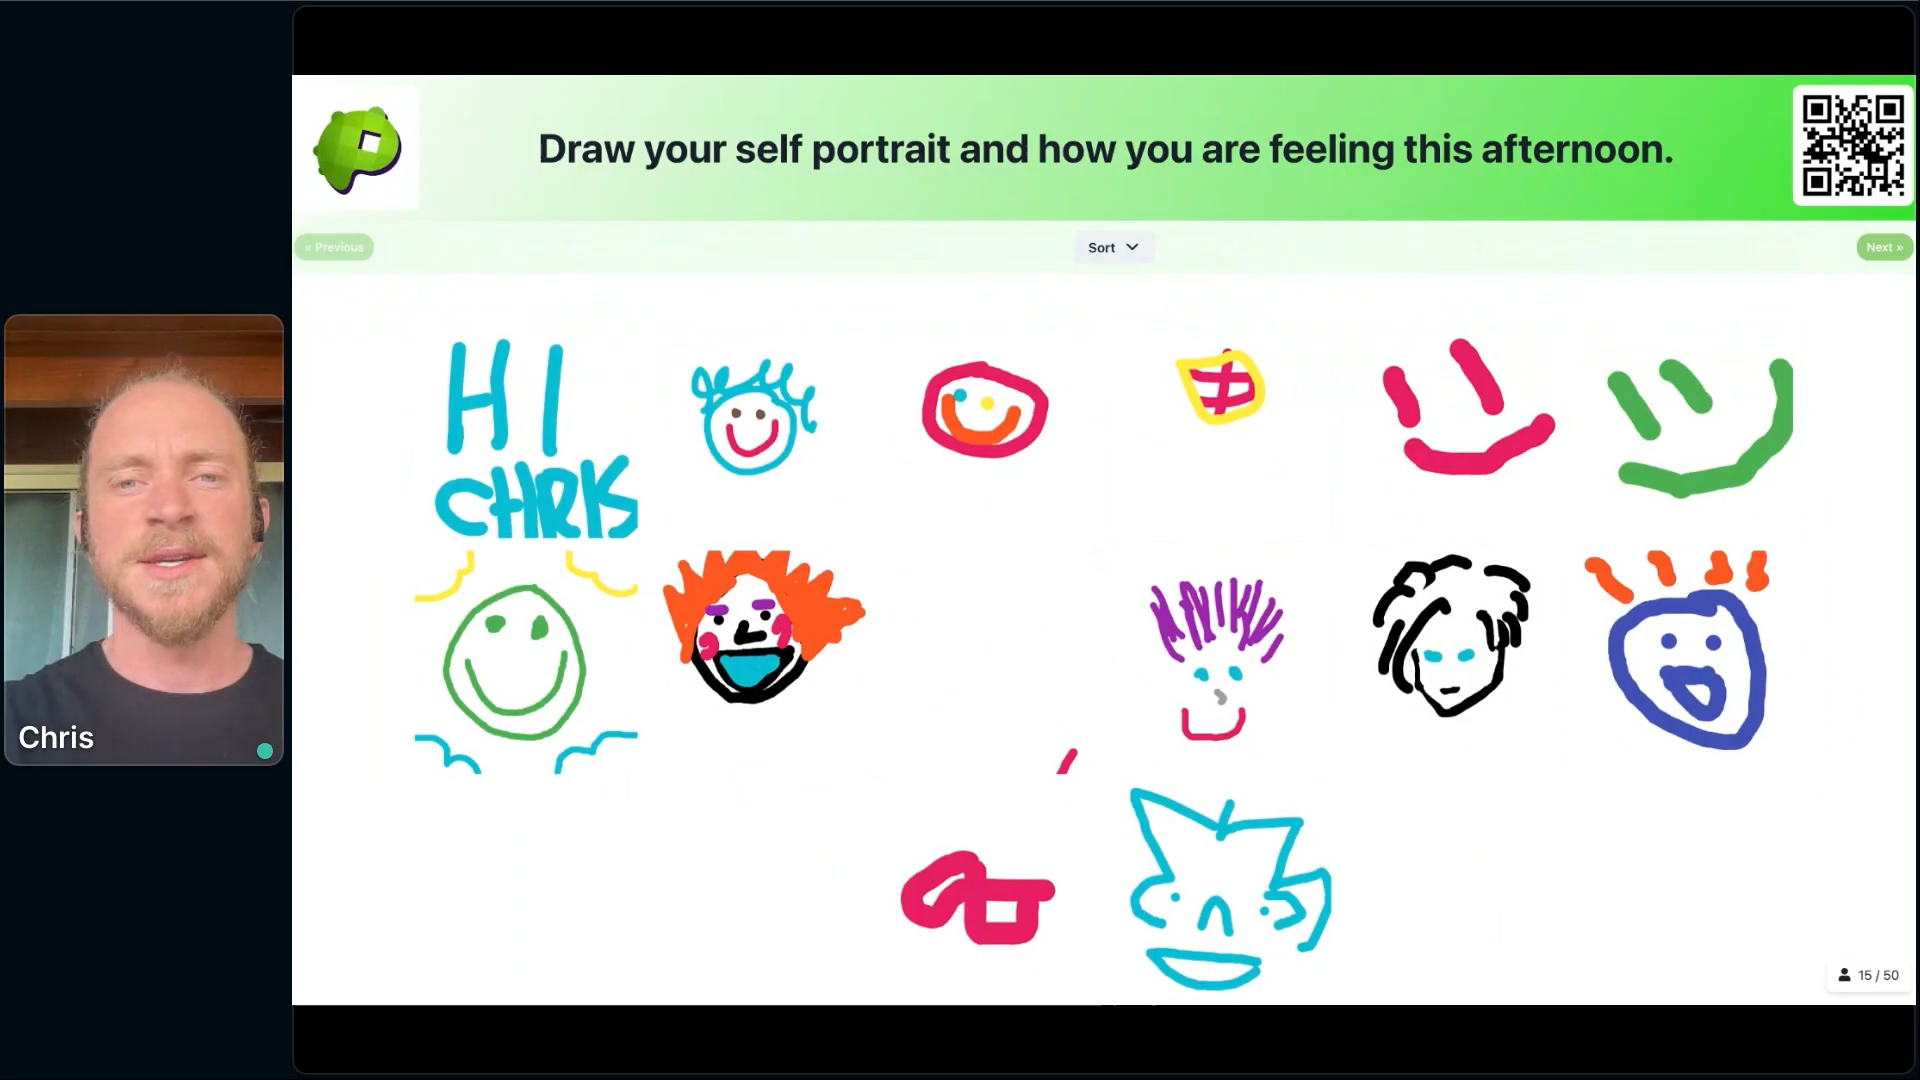 Draw your self portrait and how you are feeling this afternoon.
« Previous
Sort
Next »
HI
CHRIS
Chris
15 / 50